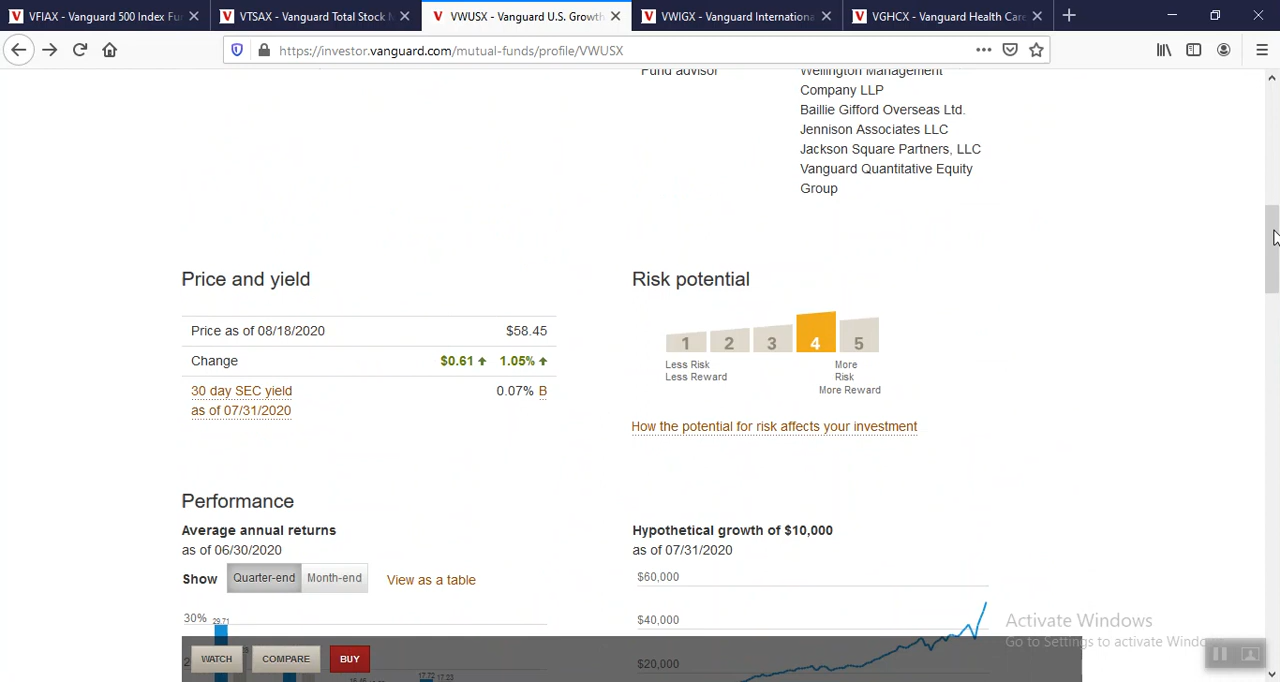 VFIAX - Vanguard 500 Index Fu
VTSAX - Vanguard Total Stock M
VWUSX - Vanguard U.S. Growth
VWIGX - Vanguard Internationa
VGHCX - Vanguard Health Care
https://investor.vanguard.com/mutual-funds/profile/VWUSX
Fund advisor
Wellington Management
Company LLP
Baillie Gifford Overseas Ltd.
Jennison Associates LLC
Jackson Square Partners, LLC
Vanguard Quantitative Equity
Group
Price and yield
Price as of 08/18/2020 $58.45
Change $0.61 1.05%
30 day SEC yield 0.07% B
as of 07/31/2020
Risk potential
1 2 3 4 5
Less Risk
Less Reward
More
Risk
More Reward
How the potential for risk affects your investment
Performance
Average annual returns
as of 06/30/2020
Show Quarter-end Month-end View as a table
30% 29.71
Hypothetical growth of $10,000
as of 07/31/2020
$60,000
$40,000
$20,000
WATCH COMPARE BUY
Activate Windows
Go to Settings to activate Windo